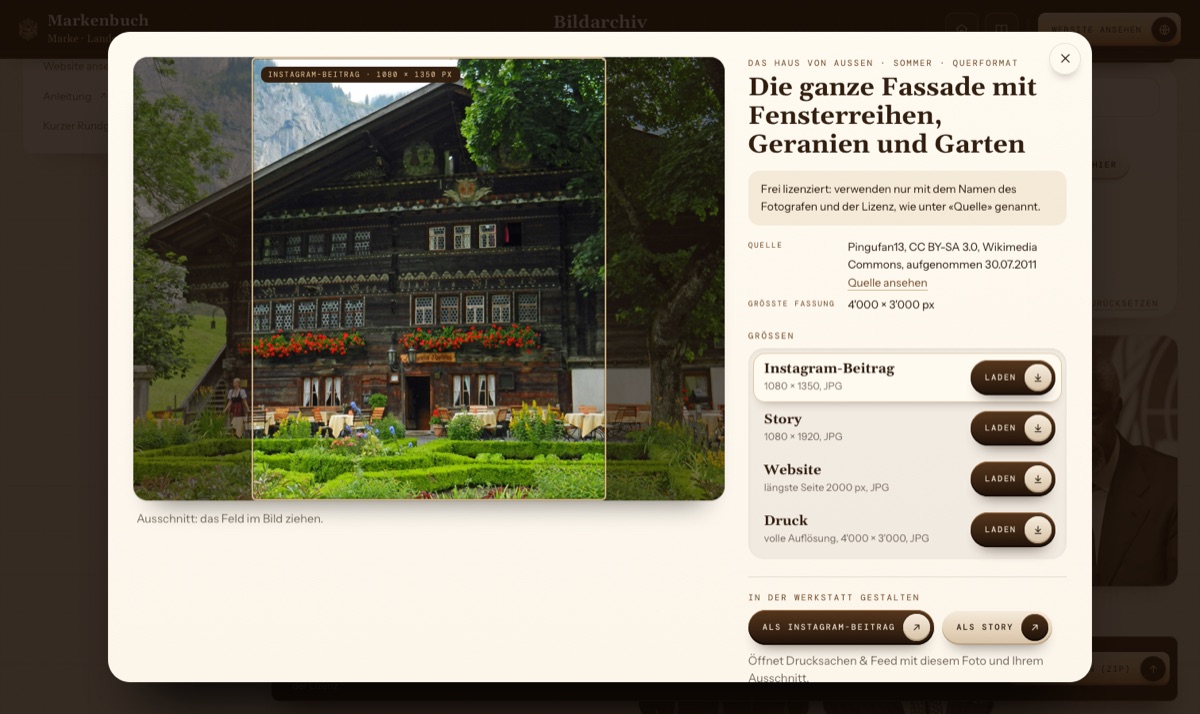 Markenbuch
Marke · Land
Bildarchiv
WEBSITE ANSEHEN
Website anze
Anleitung
Kurzer Rundg
INSTAGRAM-BEITRAG · 1080 × 1350 PX
Ausschnitt: das Feld im Bild ziehen.
DAS HAUS VON AUSSEN · SOMMER · QUERFORMAT
Die ganze Fassade mit
Fensterreihen,
Geranien und Garten
Frei lizenziert: verwenden nur mit dem Namen des
Fotografen und der Lizenz, wie unter «Quelle» genannt.
QUELLE
Pingufan13, CC BY-SA 3.0, Wikimedia
Commons, aufgenommen 30.07.2011
Quelle ansehen
GRÖSSTE FASSUNG 4'000 × 3'000 px
GRÖSSEN
Instagram-Beitrag
1080 × 1350, JPG
LADEN
Story
1080 × 1920, JPG
LADEN
Website
längste Seite 2000 px, JPG
LADEN
Druck
volle Auflösung, 4'000 × 3'000, JPG
LADEN
IN DER WERKSTATT GESTALTEN
ALS INSTAGRAM-BEITRAG
ALS STORY
Öffnet Drucksachen & Feed mit diesem Foto und Ihrem
Ausschnitt.
(ZIP)